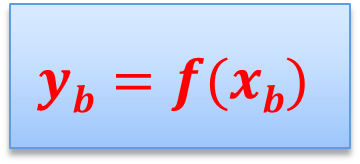 y_b = f(x_b)